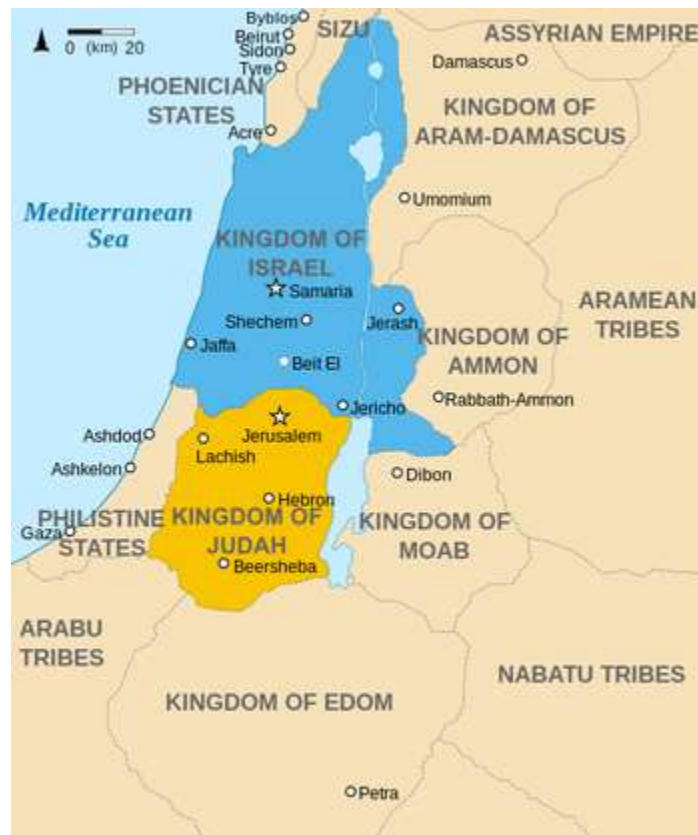 Byblos
Beirut
Sidon
Tyre
SIZU
ASSYRIAN EMPIRE
0 (km) 20
Damascus
PHOENICIAN
STATES
KINGDOM OF
ARAM-DAMASCUS
Acre
Umomium
Mediterranean
Sea
KINGDOM OF
ISRAEL
Samaria
Shechem
Jerash
ARAMEAN
TRIBES
KINGDOM OF
AMMON
Jaffa
Beit El
Jericho
Rabbath-Ammon
Ashdod
Jerusalem
Lachish
Ashkelon
Dibon
Hebron
PHILISTINE
STATES
Gaza
KINGDOM OF
JUDAH
KINGDOM OF
MOAB
Beersheba
ARABU
TRIBES
NABATU TRIBES
KINGDOM OF EDOM
Petra